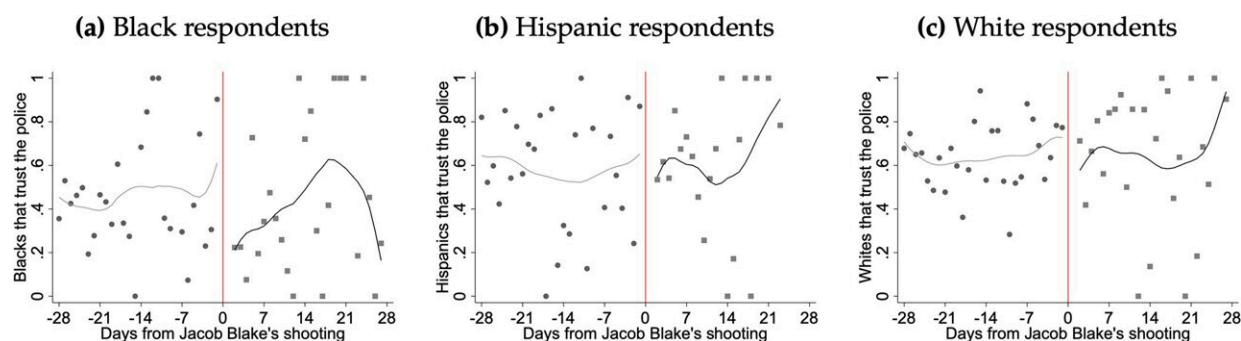 (a) Black respondents
Blacks that trust the police
1
.8
.6
.4
.2
0
-28 -21 -14 -7 0 7 14 21 28
Days from Jacob Blake's shooting
(b) Hispanic respondents
Hispanics that trust the police
1
.8
.6
.4
.2
0
-28 -21 -14 -7 0 7 14 21 28
Days from Jacob Blake's shooting
(c) White respondents
Whites that trust the police
1
.8
.6
.4
.2
0
-28 -21 -14 -7 0 7 14 21 28
Days from Jacob Blake's shooting